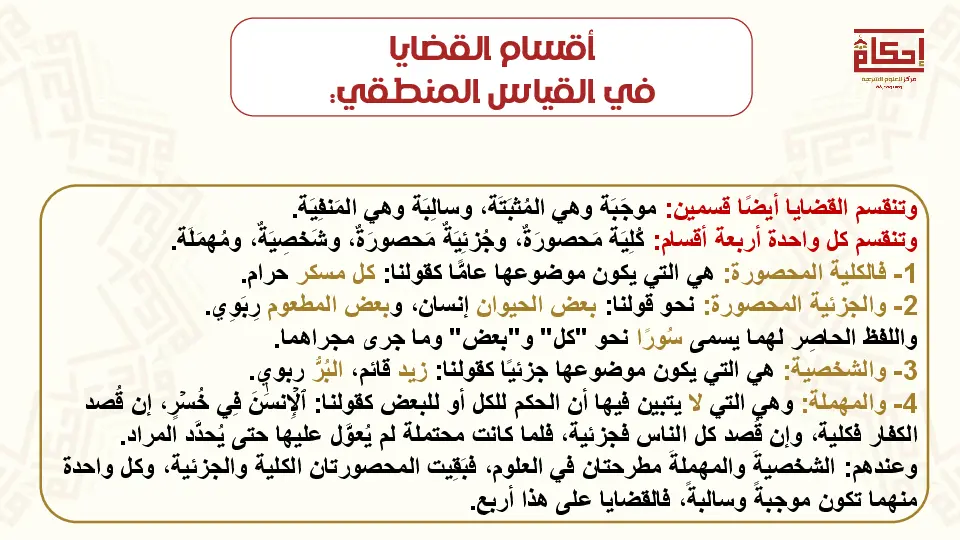 أقسام القضايا
في القياس المنطقي:
إحكام
مركز للعلوم الشرعية
وتنقسم القضايا أيضًا قسمين: موجَبَة وهي المُثبَتَة، وسالِبَة وهي المَنفِيَة.
وتنقسم كل واحدة أربعة أقسام: كُلِيَة مَحصورَةٌ، وجُزئِيَةٌ مَحصورَةٌ، وشَخصِيَةٌ، ومُهمَلَة.
1- فالكلية المحصورة: هي التي يكون موضوعها عامًّا كقولنا: كل مسكر حرام.
2- والجزئية المحصورة: نحو قولنا: بعض الحيوان إنسان، وبعض المطعوم رِبَوِي.
واللفظ الحاصِر لهما يسمى سُورًا نحو "كل" و"بعض" وما جرى مجراهما.
3- والشخصية: هي التي يكون موضوعها جزئيًا كقولنا: زيد قائم، البُرُّ ربوي.
4- والمهملة: وهي التي لا يتبين فيها أن الحكم للكل أو للبعض كقولنا: ٱلۡإِنسَٰنَ فِي خُسۡرٍ، إن قُصد
الكفار فكلية، وإن قُصد كل الناس فجزئية، فلما كانت محتملة لم يُعوَّل عليها حتى يُحدَّد المراد.
وعندهم: الشخصيةَ والمهملةَ مطرحتان في العلوم، فبَقِيت المحصورتان الكلية والجزئية، وكل واحدة
منهما تكون موجبةً وسالبةً، فالقضايا على هذا أربع.